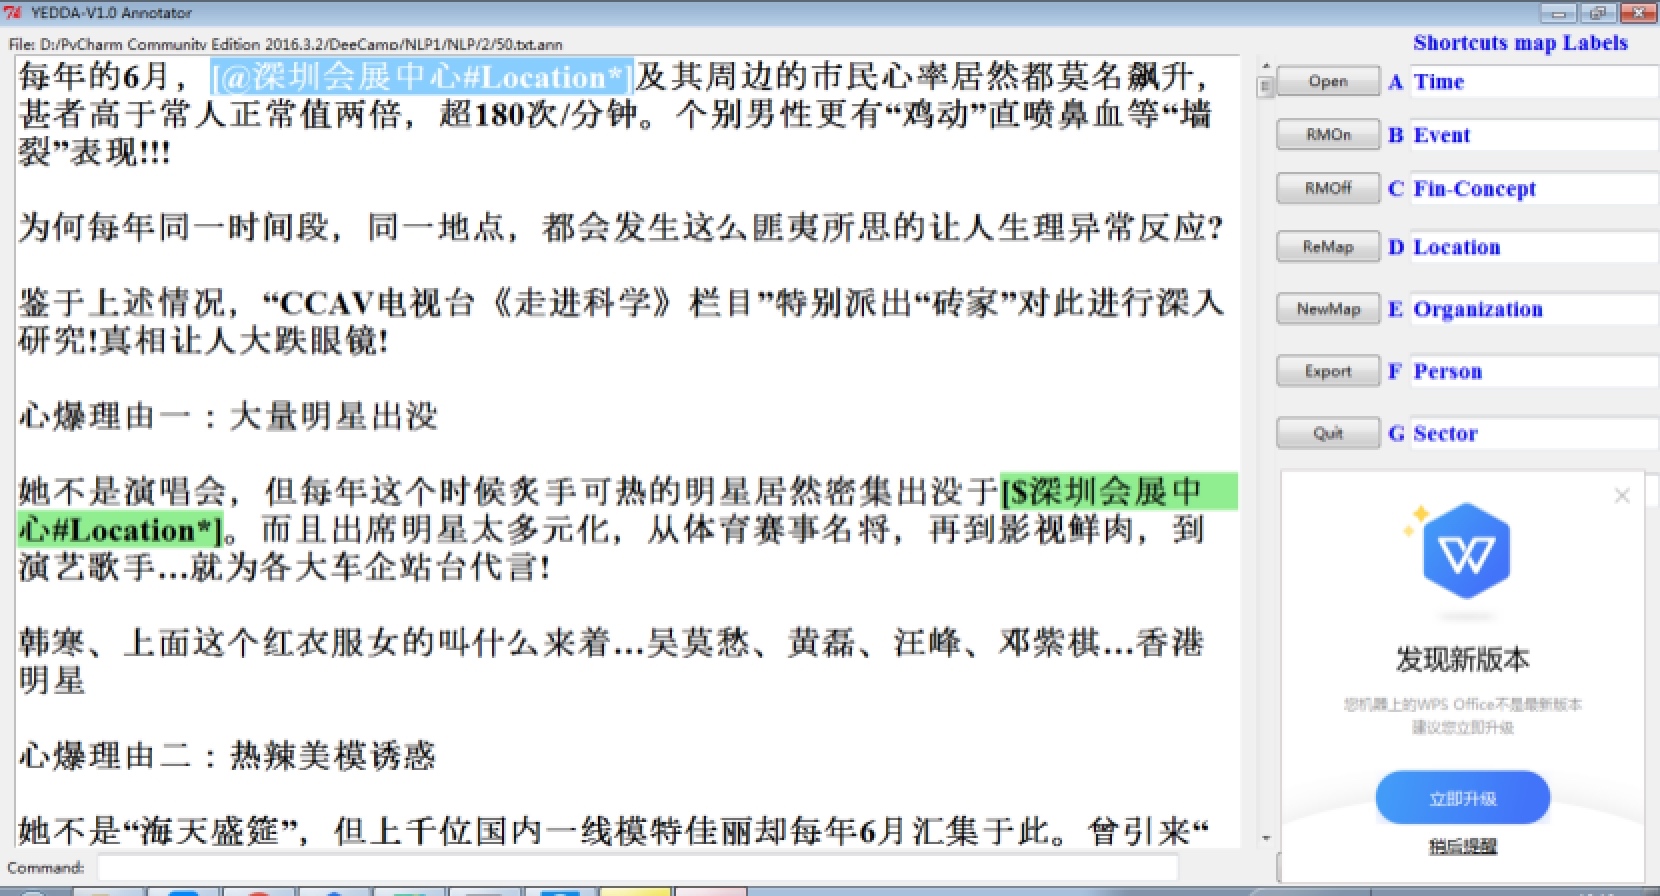 YEDDA-V1.0 Annotator
File: D:/PyCharm Community Edition 2016.3.2/DeeCamp/NLP1/NLP/2/50.txt.ann
每年的6月，[@深圳会展中心#Location*]及其周边的市民心率居然都莫名飙升，
甚者高于常人正常值两倍，超180次/分钟。个别男性更有“鸡动”直喷鼻血等“墙
裂”表现!!!
为何每年同一时间段，同一地点，都会发生这么匪夷所思的让人生理异常反应?
鉴于上述情况，“CCAV电视台《走进科学》栏目”特别派出“砖家”对此进行深入
研究!真相让人大跌眼镜!
心爆理由一：大量明星出没
她不是演唱会，但每年这个时候炙手可热的明星居然密集出没于[$深圳会展中
心#Location*]。而且出席明星太多元化，从体育赛事名将，再到影视鲜肉，到
演艺歌手...就为各大车企站台代言!
韩寒、上面这个红衣服女的叫什么来着...吴莫愁、黄磊、汪峰、邓紫棋...香港
明星
心爆理由二：热辣美模诱惑
她不是“海天盛筵”，但上千位国内一线模特佳丽却每年6月汇集于此。曾引来“
Command:
Shortcuts map Labels
Open A Time
RMOn B Event
RMOff C Fin-Concept
ReMap D Location
NewMap E Organization
Export F Person
Quit G Sector
发现新版本
您机器上的WPS Office不是最新版本
建议您立即升级
立即升级
稍后提醒